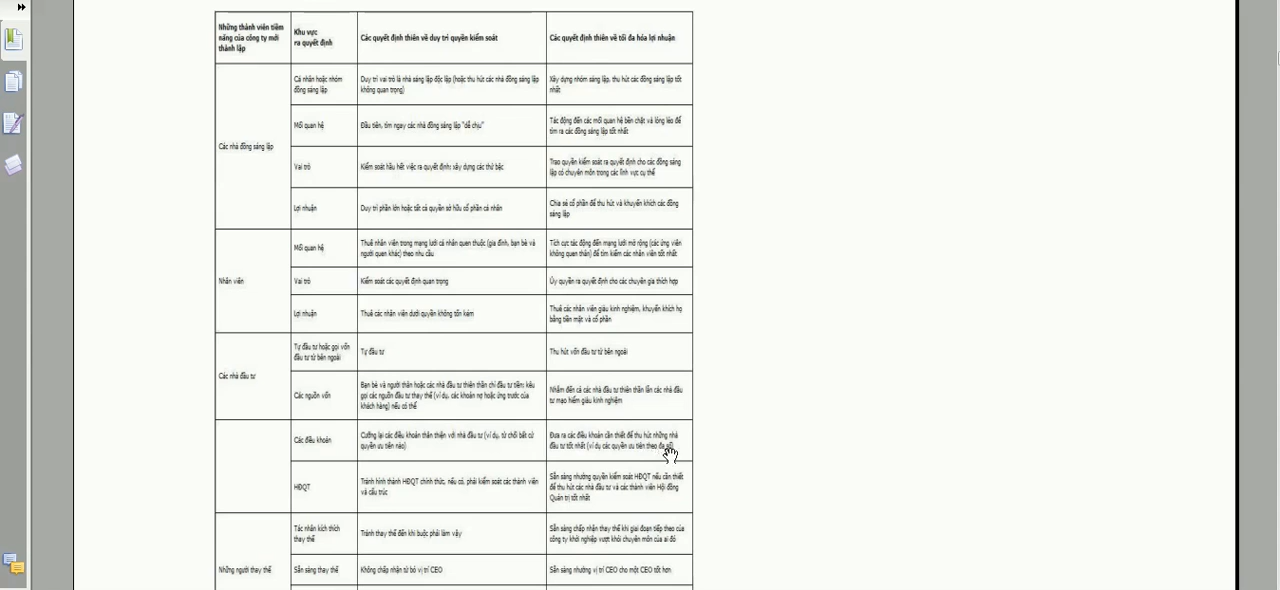 Những thành viên tiềm
năng của công ty mới
thành lập
Khu vực
ra quyết định
Các quyết định thiên về duy trì quyền kiểm soát
Các quyết định thiên về tối đa hóa lợi nhuận
Các nhà đồng sáng lập
Cá nhân hoặc nhóm
đồng sáng lập
Duy trì vai trò là nhà sáng lập độc lập (hoặc thu hút các nhà đồng sáng lập
không quan trọng)
Xây dựng nhóm sáng lập, thu hút các đồng sáng lập tốt
nhất
Mối quan hệ
Đầu tiên, tìm ngay các nhà đồng sáng lập "dễ chịu"
Tác động đến các mối quan hệ bền chặt và lỏng lẻo để
tìm ra các đồng sáng lập tốt nhất
Vai trò
Kiểm soát hầu hết việc ra quyết định; xây dựng các thứ bậc
Trao quyền kiểm soát ra quyết định cho các đồng sáng
lập có chuyên môn trong các lĩnh vực cụ thể
Lợi nhuận
Duy trì phần lớn hoặc tất cả quyền sở hữu cổ phần cá nhân
Chia sẻ cổ phần để thu hút và khuyến khích các đồng
sáng lập
Nhân viên
Mối quan hệ
Thuê nhân viên trong mạng lưới cá nhân quen thuộc (gia đình, bạn bè và
người quen khác) theo nhu cầu
Tích cực tác động đến mạng lưới mở rộng (các ứng viên
không quen thân) để tìm kiếm các nhân viên tốt nhất
Vai trò
Kiểm soát các quyết định quan trọng
Ủy quyền ra quyết định cho các chuyên gia thích hợp
Lợi nhuận
Thuê các nhân viên dưới quyền không tốn kém
Thuê các nhân viên giàu kinh nghiệm, khuyến khích họ
bằng tiền mặt và cổ phần
Các nhà đầu tư
Tự đầu tư hoặc gọi vốn
đầu tư từ bên ngoài
Tự đầu tư
Thu hút vốn đầu tư từ bên ngoài
Các nguồn vốn
Bạn bè và người thân hoặc các nhà đầu tư thiên thần chỉ đầu tư tiền; kêu
gọi các nguồn đầu tư thay thế (ví dụ, các khoản nợ hoặc ứng trước của
khách hàng) nếu có thể
Nhắm đến cả các nhà đầu tư thiên thần lẫn các nhà đầu
tư mạo hiểm giàu kinh nghiệm
Các điều khoản
Cưỡng lại các điều khoản thân thiện với nhà đầu tư (ví dụ, từ chối bất cứ
quyền ưu tiên nào)
Đưa ra các điều khoản cần thiết để thu hút những nhà
đầu tư tốt nhất (ví dụ các quyền ưu tiên theo đa số)
HĐQT
Tránh hình thành HĐQT chính thức, nếu có, phải kiểm soát các thành viên
và cấu trúc
Sẵn sàng nhượng quyền kiểm soát HĐQT nếu cần thiết
để thu hút các nhà đầu tư và các thành viên Hội đồng
Quản trị tốt nhất
Những người thay thế
Tác nhân kích thích
thay thế
Tránh thay thế đến khi buộc phải làm vậy
Sẵn sàng chấp nhận thay thế khi giai đoạn tiếp theo của
công ty khởi nghiệp vượt khỏi chuyên môn của ai đó
Sẵn sàng thay thế
Không chấp nhận từ bỏ vị trí CEO
Sẵn sàng nhường vị trí CEO cho một CEO tốt hơn